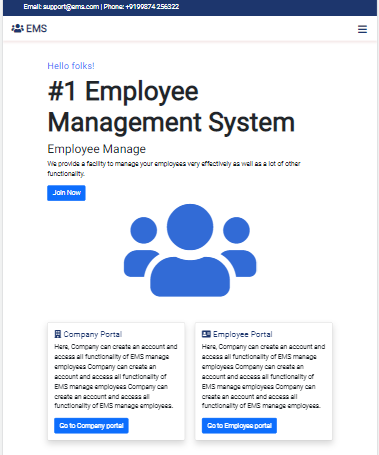 Email: support@ems.com | Phone: +9199874 256322
EMS
Hello folks!
#1 Employee
Management System
Employee Manage
We provide a facility to manage your employees very effectively as well as a lot of other
functionality.
Join Now
Company Portal
Here, Company can create an account and
access all functionality of EMS manage
employees Company can create an
account and access all functionality of
EMS manage employees Company can
create an account and access all
functionality of EMS manage employees.
Go to Company portal
Employee Portal
Here, Company can create an account and
access all functionality of EMS manage
employees Company can create an
account and access all functionality of
EMS manage employees Company can
create an account and access all
functionality of EMS manage employees.
Go to Employee portal